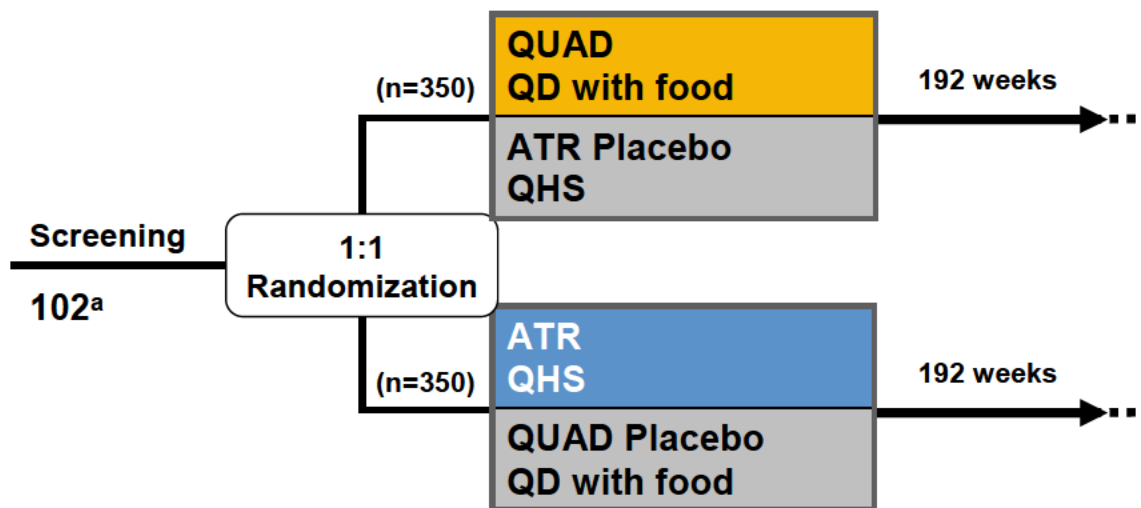 (n=350)
QUAD
QD with food
ATR Placebo
QHS
192 weeks
Screening
102ᵃ
1:1
Randomization
(n=350)
ATR
QHS
QUAD Placebo
QD with food
192 weeks